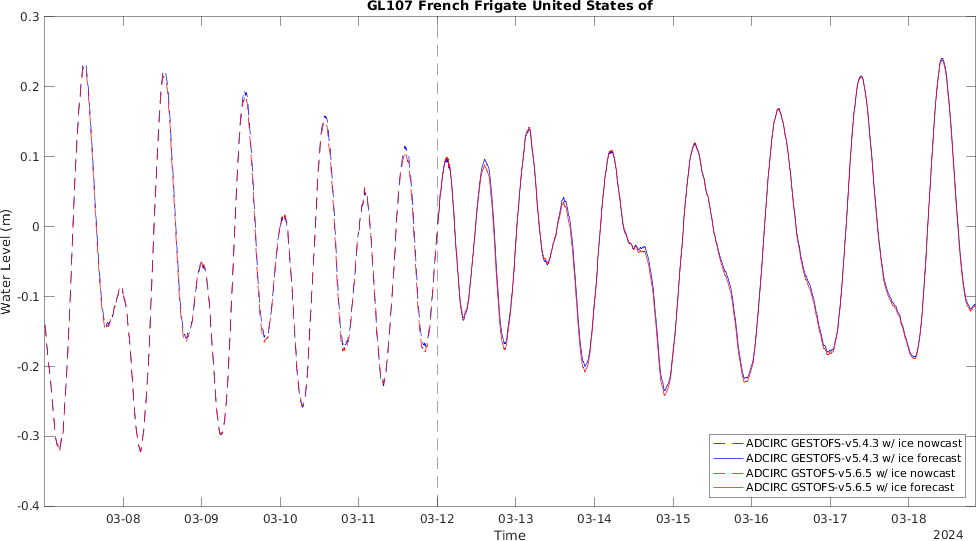 GL107 French Frigate United States of
0.3
0.2
0.1
0
-0.1
-0.2
-0.3
-0.4
Water Level (m)
03-08 03-09 03-10 03-11 03-12 03-13 03-14 03-15 03-16 03-17 03-18
Time
2024
ADCIRC GESTOFS-v5.4.3 w/ ice nowcast
ADCIRC GESTOFS-v5.4.3 w/ ice forecast
ADCIRC GSTOFS-v5.6.5 w/ ice nowcast
ADCIRC GSTOFS-v5.6.5 w/ ice forecast